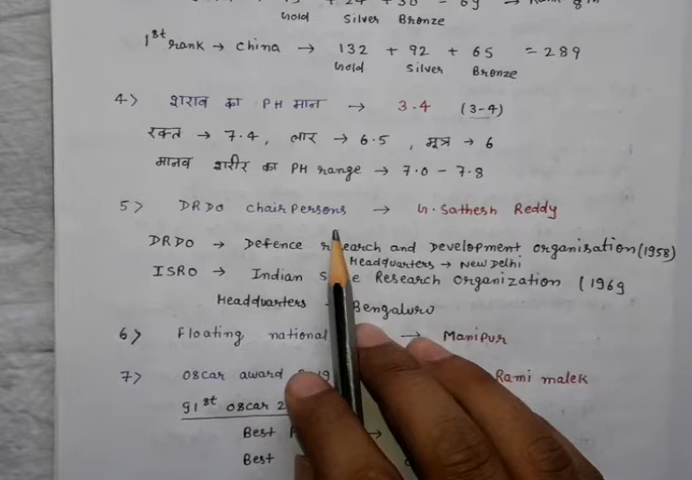 Gold Silver Bronze
1st rank → China → 132 + 92 + 65 = 289
Gold Silver Bronze
4> शराब का PH मान → 3.4 (3-4)
रक्त → 7.4, लार → 6.5, मूत्र → 6
मानव शरीर का PH range → 7.0 - 7.8
5> DRDO chairpersons → G. Sathesh Reddy
DRDO → Defence research and Development organisation (1958)
Headquarters → New Delhi
ISRO → Indian Research Organization (1969
Headquarters Bengaluru
6> Floating national → Manipur
7> Oscar award Rami malek
91st Oscar 2
Best
Best